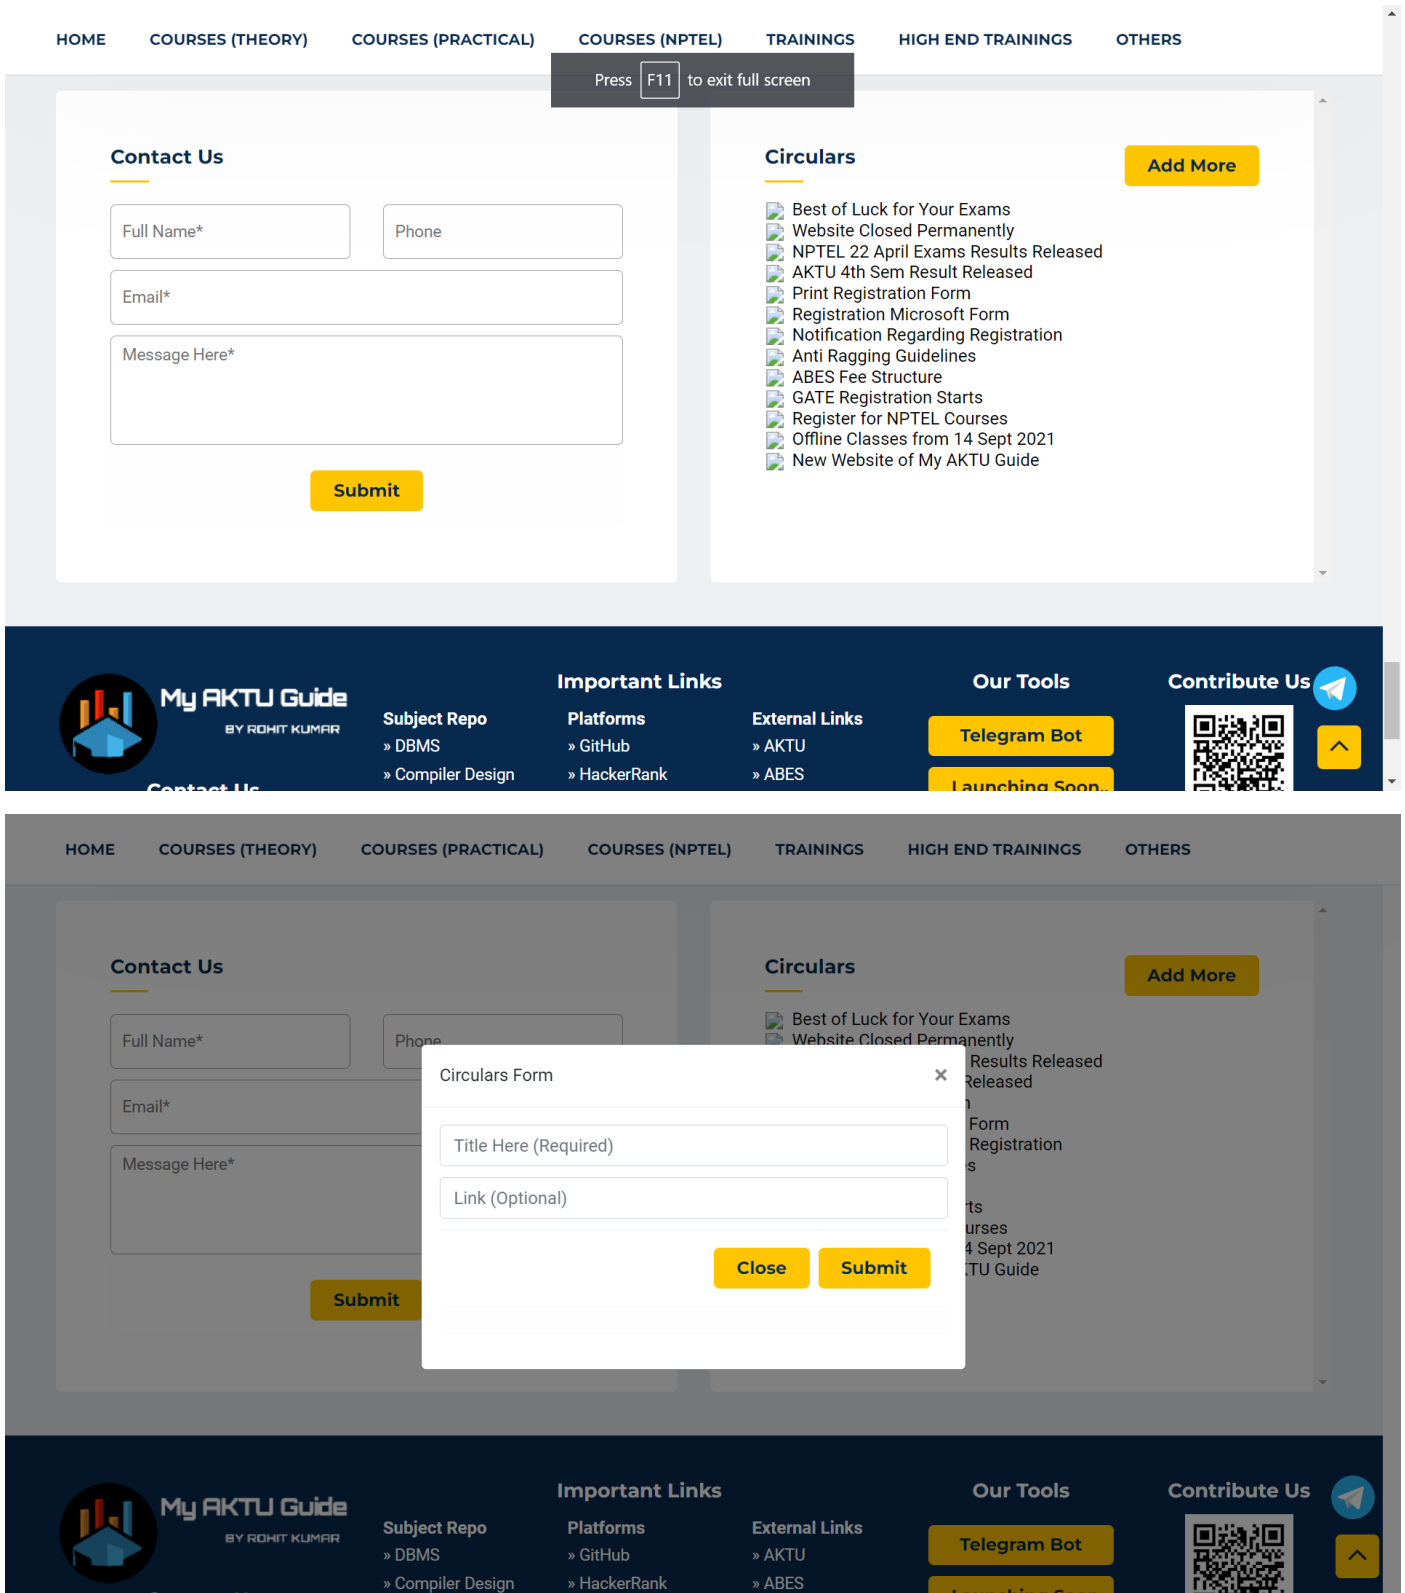 HOME COURSES (THEORY) COURSES (PRACTICAL) COURSES (NPTEL) TRAININGS HIGH END TRAININGS OTHERS
Press F11 to exit full screen
Contact Us
Full Name*
Phone
Email*
Message Here*
Submit
Circulars
Add More
Best of Luck for Your Exams
Website Closed Permanently
NPTEL 22 April Exams Results Released
AKTU 4th Sem Result Released
Print Registration Form
Registration Microsoft Form
Notification Regarding Registration
Anti Ragging Guidelines
ABES Fee Structure
GATE Registration Starts
Register for NPTEL Courses
Offline Classes from 14 Sept 2021
New Website of My AKTU Guide
My AKTU Guide
BY ROHIT KUMAR
Contact Us
Important Links
Subject Repo
» DBMS
» Compiler Design
Platforms
» GitHub
» HackerRank
External Links
» AKTU
» ABES
Our Tools
Telegram Bot
Launching Soon..
Contribute Us
HOME COURSES (THEORY) COURSES (PRACTICAL) COURSES (NPTEL) TRAININGS HIGH END TRAININGS OTHERS
Contact Us
Full Name*
Phone
Email*
Message Here*
Submit
Circulars
Add More
Best of Luck for Your Exams
Website Closed Permanently
Results Released
Released
Form
Registration
4 Sept 2021
TU Guide
Circulars Form ×
Title Here (Required)
Link (Optional)
Close Submit
My AKTU Guide
BY ROHIT KUMAR
Important Links
Subject Repo
» DBMS
» Compiler Design
Platforms
» GitHub
» HackerRank
External Links
» AKTU
» ABES
Our Tools
Telegram Bot
Contribute Us